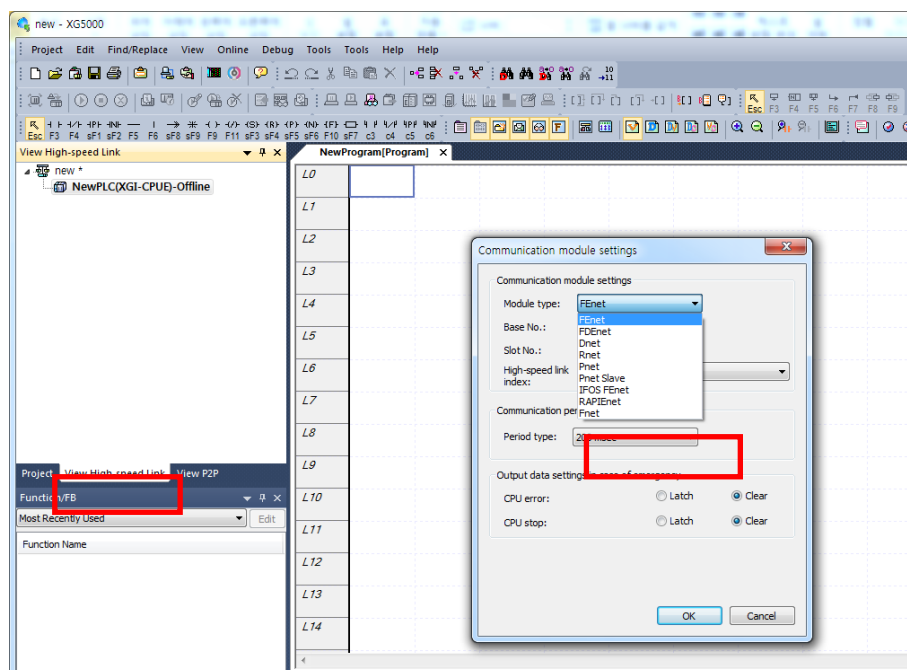 new - XG5000
Project Edit Find/Replace View Online Debug Tools Tools Help Help
Esc F3 F4 F5 F6 F7 F8 F9
Esc F3 F4 sF1 sF2 F5 F6 sF8 sF9 F9 F11 sF3 sF4 sF5 sF6 F10 sF7 c3 c4 c5 c6
View High-speed Link
NewProgram[Program]
new *
NewPLC(XGI-CPUE)-Offline
L0
L1
L2
L3
L4
L5
L6
L7
L8
L9
L10
L11
L12
L13
L14
Project View High-speed Link View P2P
Function/FB
Most Recently Used Edit
Function Name
Communication module settings
Communication module settings
Module type: FEnet
FEnet
FDEnet
Dnet
Rnet
Pnet
Pnet Slave
IFOS FEnet
RAPIEnet
Fnet
Base No.:
Slot No.:
High-speed link
index:
Communication per
Period type: 200 msec
Output data settings in case of emergency
CPU error: Latch Clear
CPU stop: Latch Clear
OK Cancel